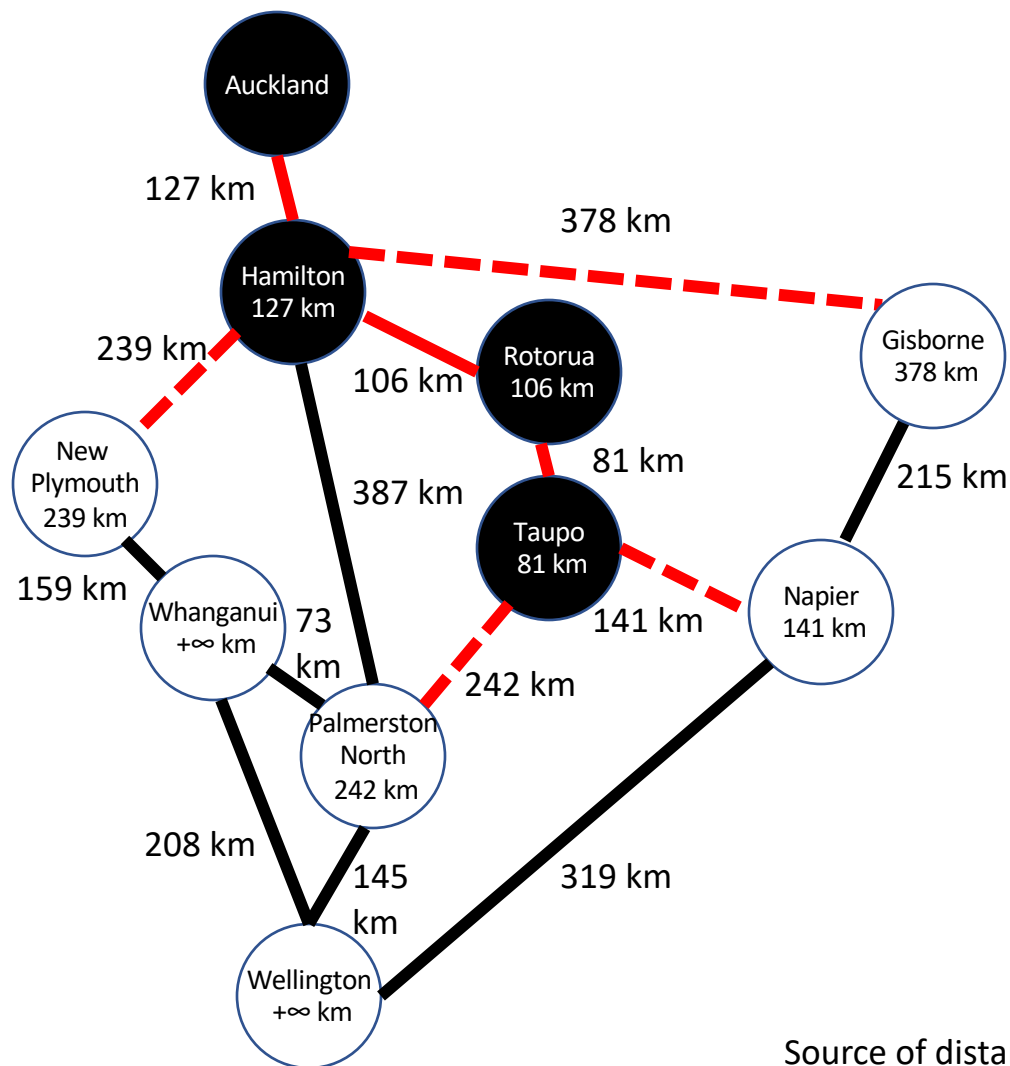 Auckland
127 km
378 km
Hamilton
127 km
239 km
Gisborne
378 km
Rotorua
106 km
106 km
New
Plymouth
239 km
81 km
215 km
387 km
Taupo
81 km
159 km
Whanganui
+∞ km
73
km
141 km
Napier
141 km
242 km
Palmerston
North
242 km
208 km
145
km
319 km
Wellington
+∞ km
Source of dista